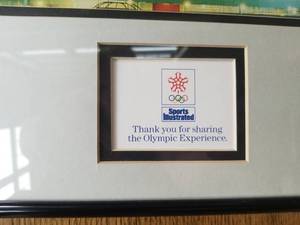 Sports
Illustrated
Thank you for sharing
the Olympic Experience.